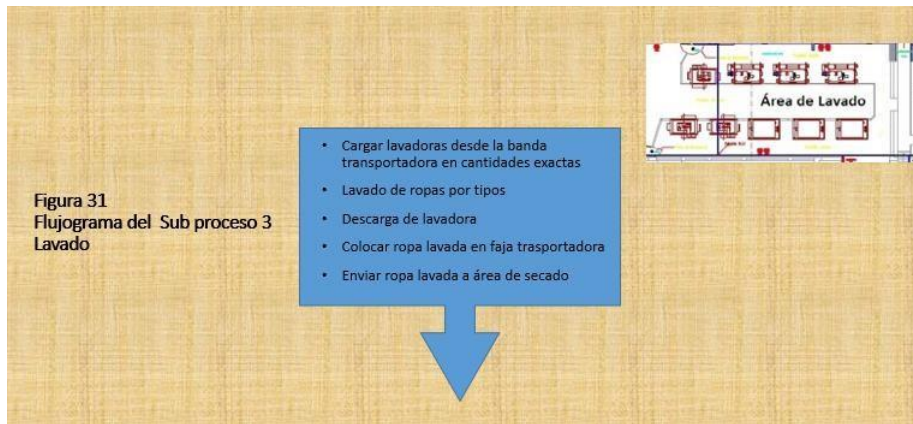 Figura 31
Flujograma del Sub proceso 3
Lavado
• Cargar lavadoras desde la banda
transportadora en cantidades exactas
• Lavado de ropas por tipos
• Descarga de lavadora
• Colocar ropa lavada en faja trasportadora
• Enviar ropa lavada a área de secado
Área de Lavado